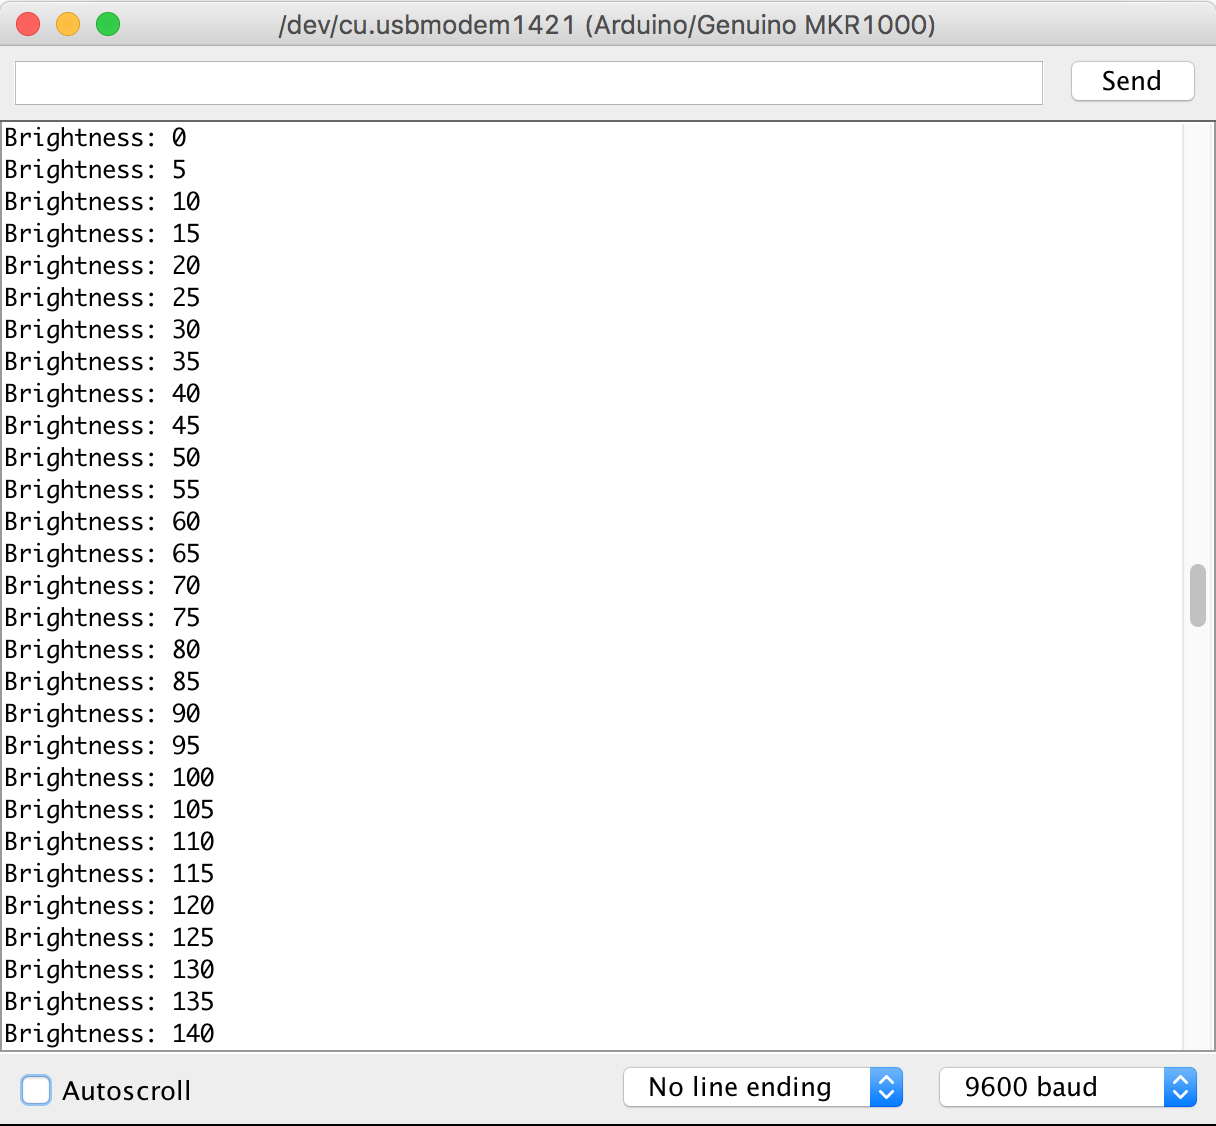 /dev/cu.usbmodem1421 (Arduino/Genuino MKR1000)
Send
Brightness: 0
Brightness: 5
Brightness: 10
Brightness: 15
Brightness: 20
Brightness: 25
Brightness: 30
Brightness: 35
Brightness: 40
Brightness: 45
Brightness: 50
Brightness: 55
Brightness: 60
Brightness: 65
Brightness: 70
Brightness: 75
Brightness: 80
Brightness: 85
Brightness: 90
Brightness: 95
Brightness: 100
Brightness: 105
Brightness: 110
Brightness: 115
Brightness: 120
Brightness: 125
Brightness: 130
Brightness: 135
Brightness: 140
Autoscroll No line ending 9600 baud